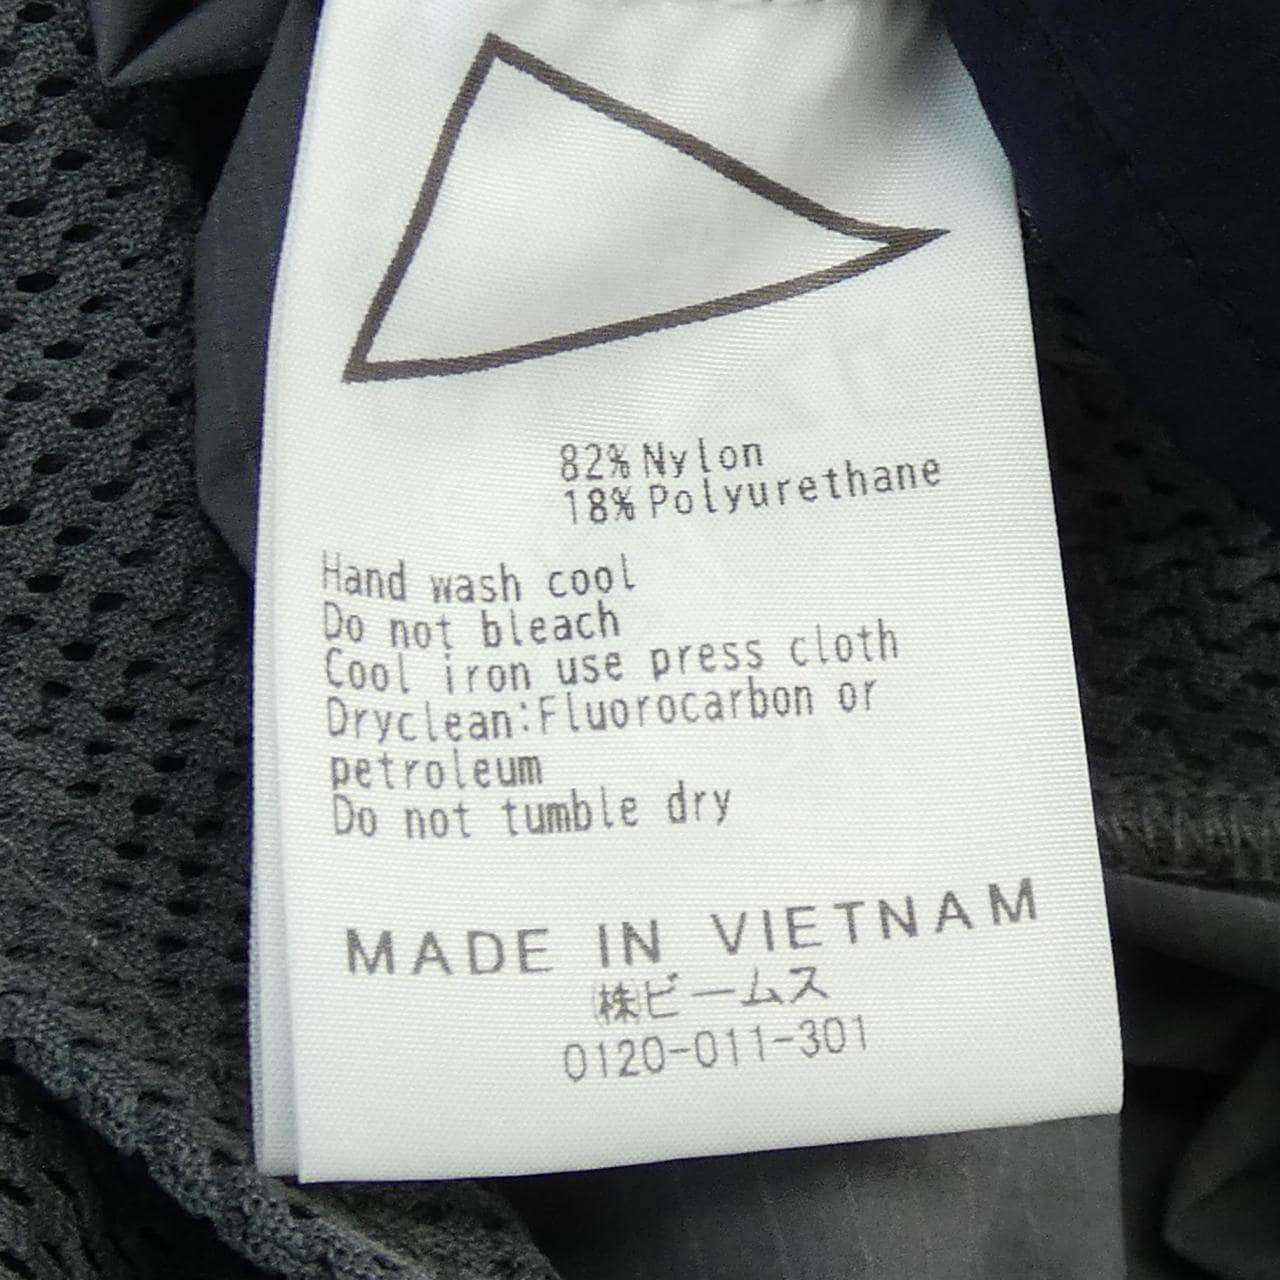 82% Nylon
18% Polyurethane
Hand wash cool
Do not bleach
Cool iron use press cloth
Dryclean:Fluorocarbon or
petroleum
Do not tumble dry
MADE IN VIETNAM
㈱ビームス
0120-011-301